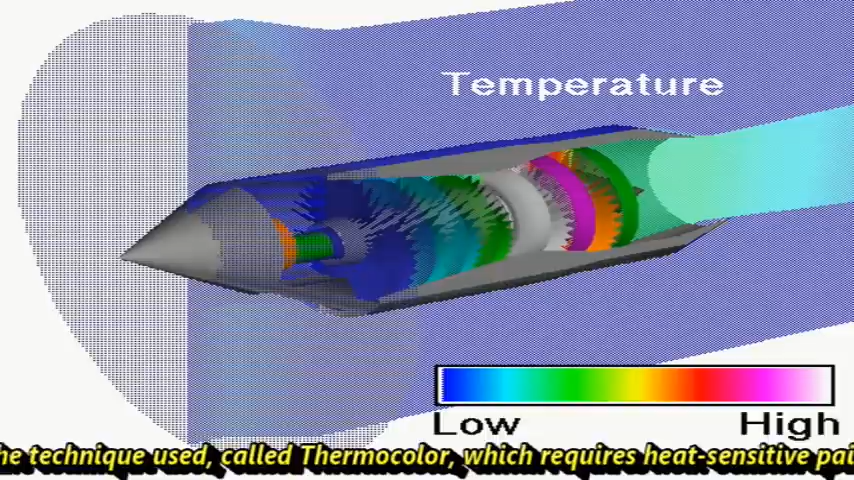 Temperature
Low High
he technique used, called Thermocolor, which requires heat-sensitive pai